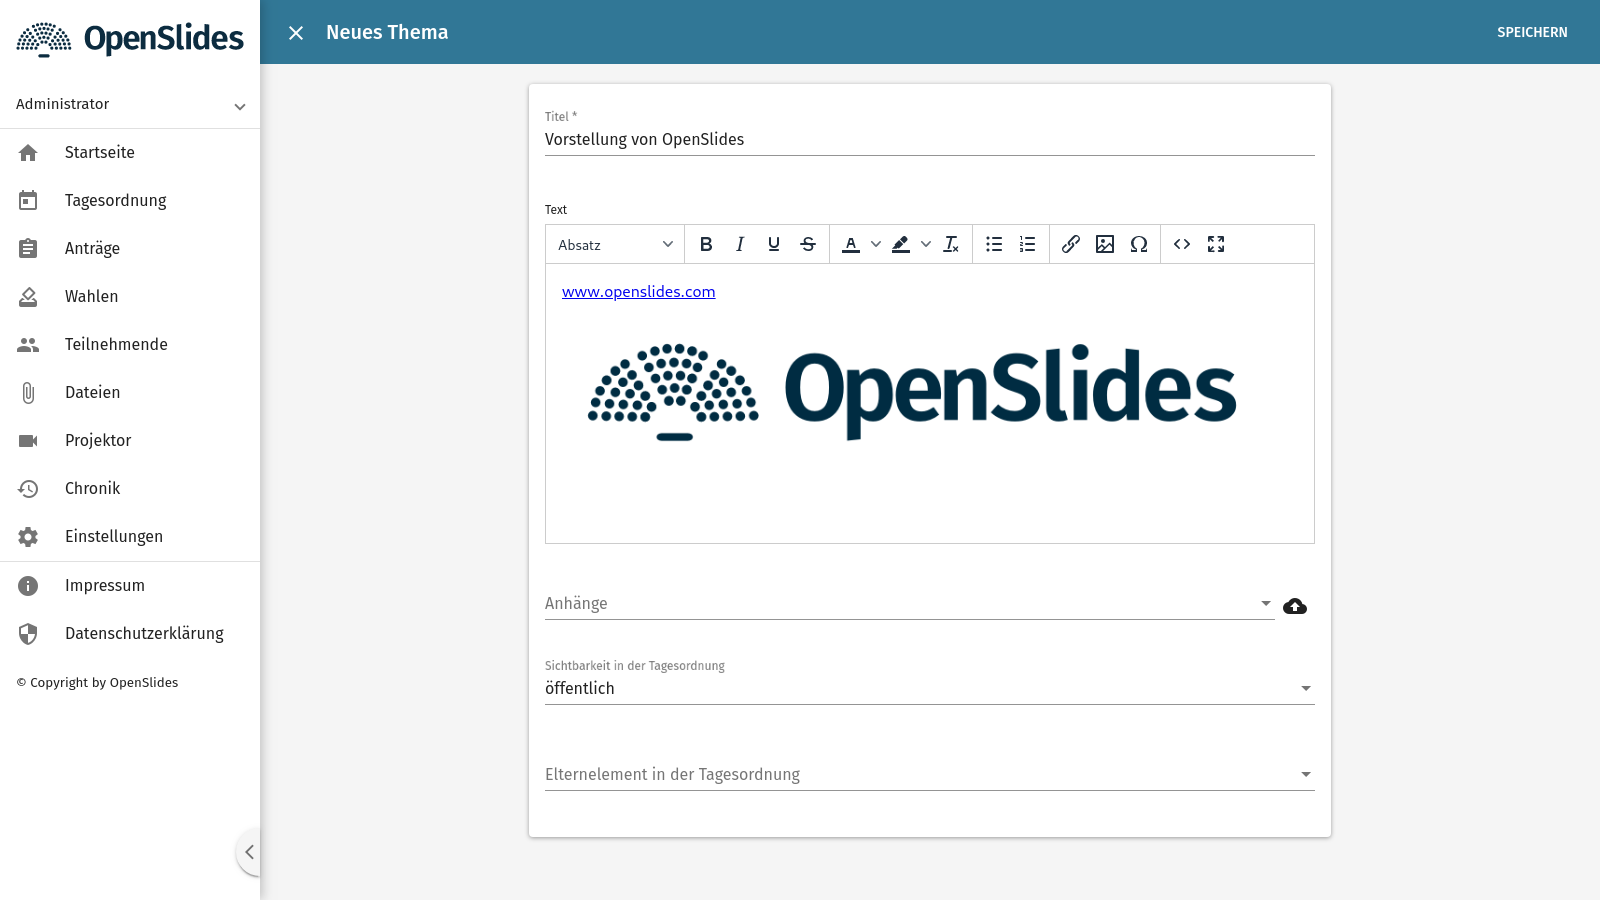 OpenSlides
Neues Thema
SPEICHERN
Administrator
Startseite
Tagesordnung
Anträge
Wahlen
Teilnehmende
Dateien
Projektor
Chronik
Einstellungen
Impressum
Datenschutzerklärung
© Copyright by OpenSlides
Titel *
Vorstellung von OpenSlides
Text
Absatz
www.openslides.com
OpenSlides
Anhänge
Sichtbarkeit in der Tagesordnung
öffentlich
Elternelement in der Tagesordnung